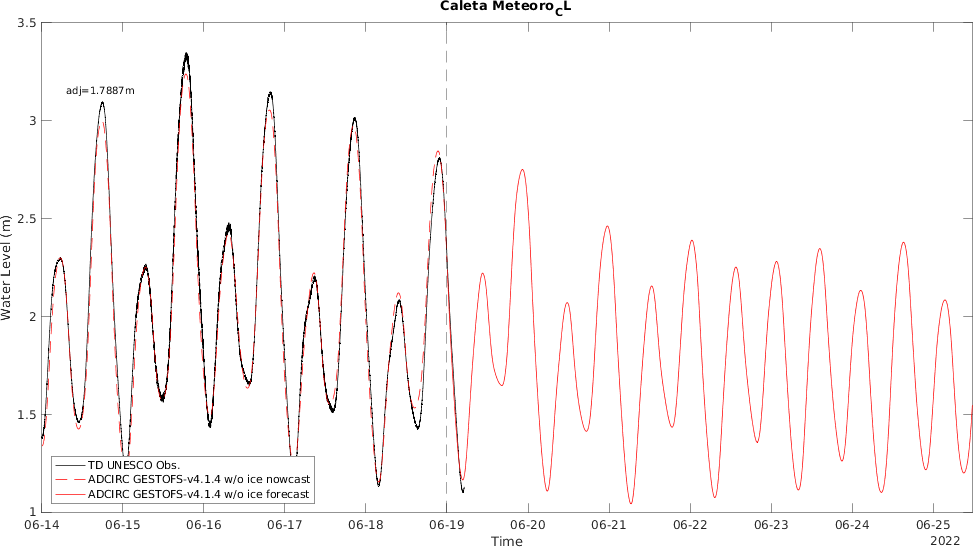 Caleta Meteoro_CL
3.5
adj=1.7887m
3
2.5
Water Level (m)
2
1.5
TD UNESCO Obs.
ADCIRC GESTOFS-v4.1.4 w/o ice nowcast
ADCIRC GESTOFS-v4.1.4 w/o ice forecast
1
06-14 06-15 06-16 06-17 06-18 06-19 06-20 06-21 06-22 06-23 06-24 06-25
Time
2022